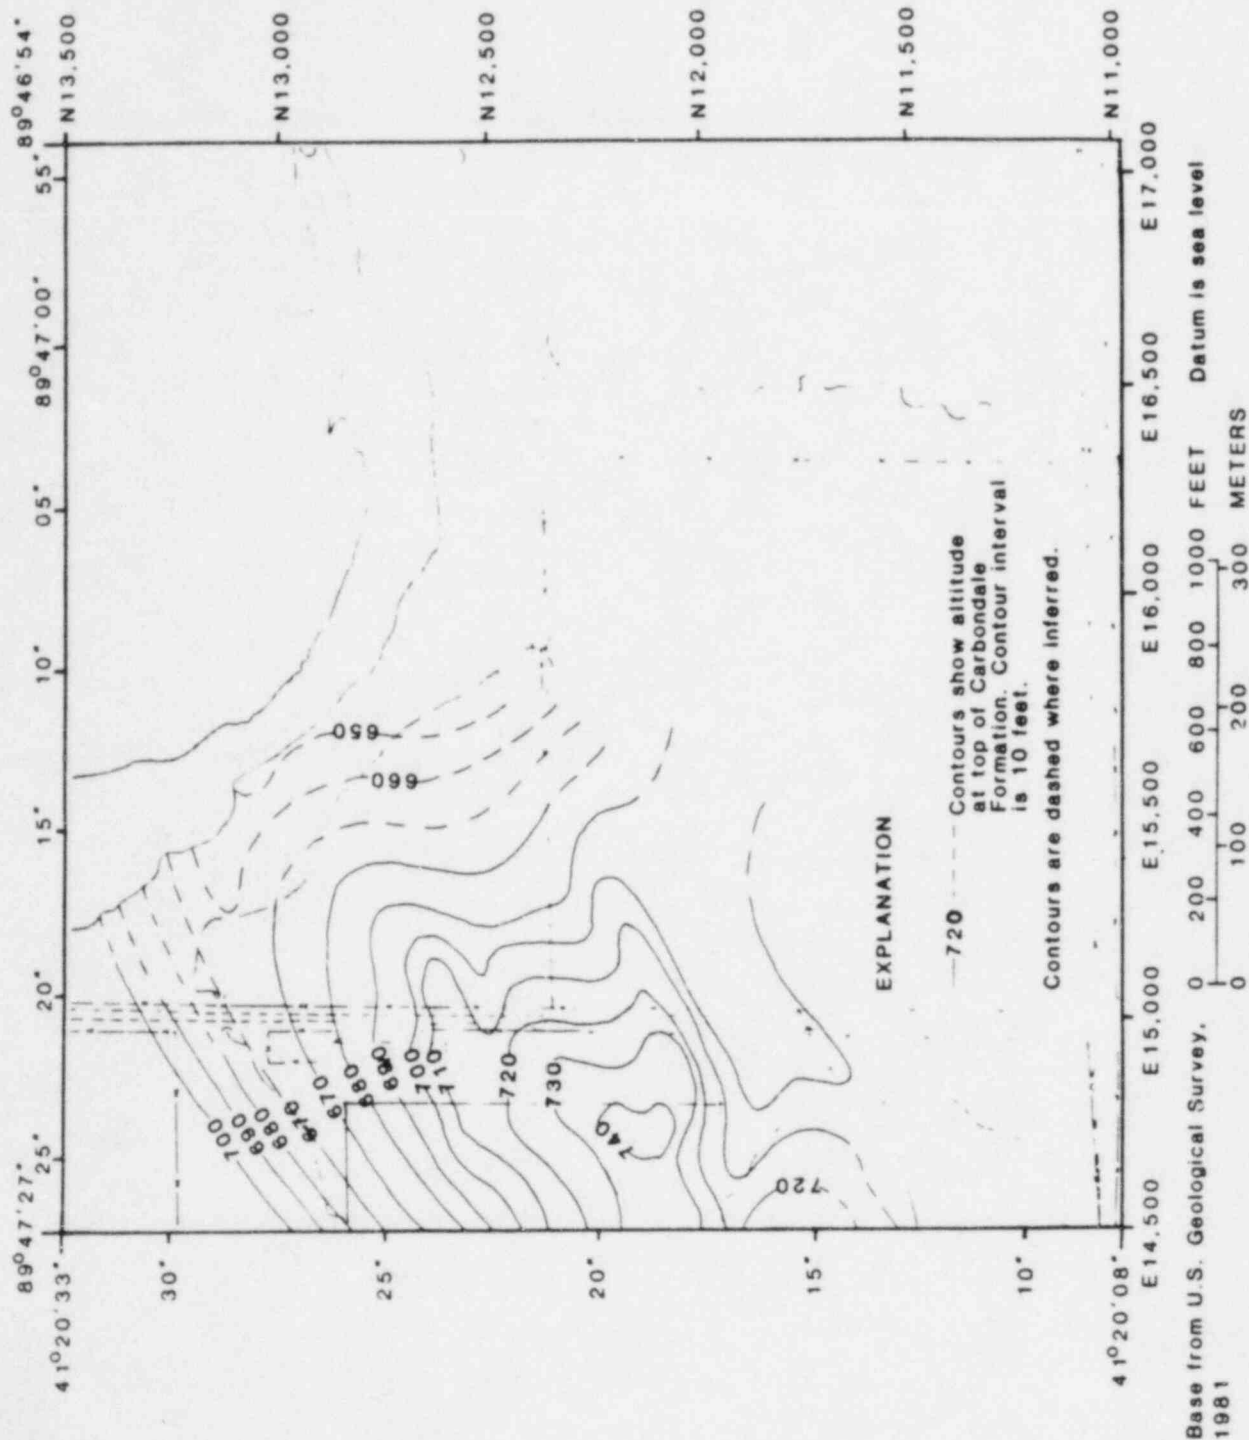 89°47'27"
25"
20"
15"
10"
05"
89°47'00"
55"
89°46'54"
41°20'33"
30"
25"
20"
15"
10"
41°20'08"
N13,500
N13,000
N12,500
N12,000
N11,500
N11,000
700
690
680
670
670
680
690
700
710
720
730
740
720
650
660
EXPLANATION
720 Contours show altitude
at top of Carbondale
Formation. Contour interval
is 10 feet.
Contours are dashed where inferred.
E14,500
E15,000
E15,500
E16,000
E16,500
E17,000
Base from U.S. Geological Survey,
1981
0 200 400 600 800 1000 FEET
0 100 200 300 METERS
Datum is sea level